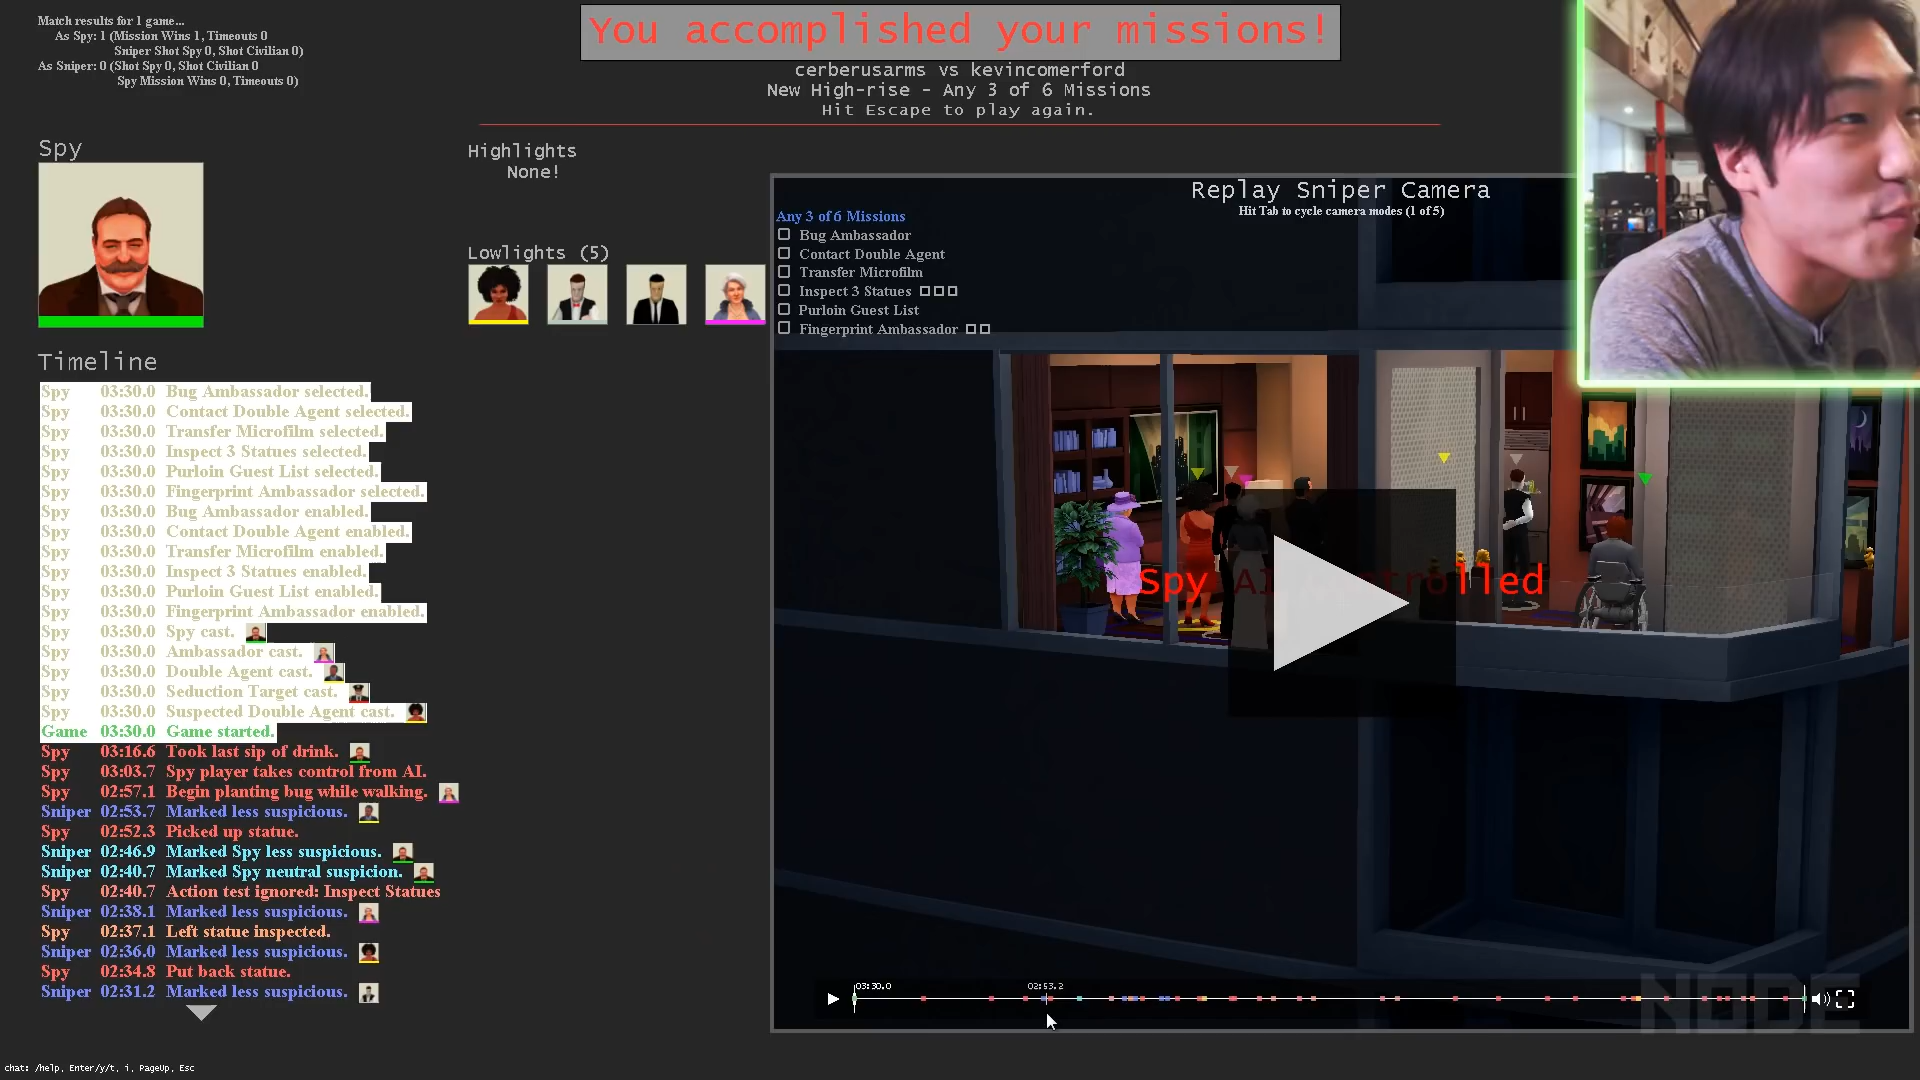 Match results for 1 game...
As Spy: 1 (Mission Wins 1, Timeouts 0
Sniper Shot Spy 0, Shot Civilian 0)
As Sniper: 0 (Shot Spy 0, Shot Civilian 0
Spy Mission Wins 0, Timeouts 0)
You accomplished your missions!
cerberusarms vs kevincomerford
New High-rise - Any 3 of 6 Missions
Hit Escape to play again.
Spy
Highlights
None!
Lowlights (5)
Replay Sniper Camera
Hit Tab to cycle camera modes (1 of 5)
Any 3 of 6 Missions
Bug Ambassador
Contact Double Agent
Transfer Microfilm
Inspect 3 Statues
Purloin Guest List
Fingerprint Ambassador
Timeline
Spy 03:30.0 Bug Ambassador selected.
Spy 03:30.0 Contact Double Agent selected.
Spy 03:30.0 Transfer Microfilm selected.
Spy 03:30.0 Inspect 3 Statues selected.
Spy 03:30.0 Purloin Guest List selected.
Spy 03:30.0 Fingerprint Ambassador selected.
Spy 03:30.0 Bug Ambassador enabled.
Spy 03:30.0 Contact Double Agent enabled.
Spy 03:30.0 Transfer Microfilm enabled.
Spy 03:30.0 Inspect 3 Statues enabled.
Spy 03:30.0 Purloin Guest List enabled.
Spy 03:30.0 Fingerprint Ambassador enabled.
Spy 03:30.0 Spy cast.
Spy 03:30.0 Ambassador cast.
Spy 03:30.0 Double Agent cast.
Spy 03:30.0 Seduction Target cast.
Spy 03:30.0 Suspected Double Agent cast.
Game 03:30.0 Game started.
Spy 03:16.6 Took last sip of drink.
Spy 03:03.7 Spy player takes control from AI.
Spy 02:57.1 Begin planting bug while walking.
Sniper 02:53.7 Marked less suspicious.
Spy 02:52.3 Picked up statue.
Sniper 02:46.9 Marked Spy less suspicious.
Sniper 02:40.7 Marked Spy neutral suspicion.
Spy 02:40.7 Action test ignored: Inspect Statues
Sniper 02:38.1 Marked less suspicious.
Spy 02:37.1 Left statue inspected.
Sniper 02:36.0 Marked less suspicious.
Spy 02:34.8 Put back statue.
Sniper 02:31.2 Marked less suspicious.
Spy AI
03:30.0
02:53.2
NODE
chat: /help, Enter/y/t, i, PageUp, Esc